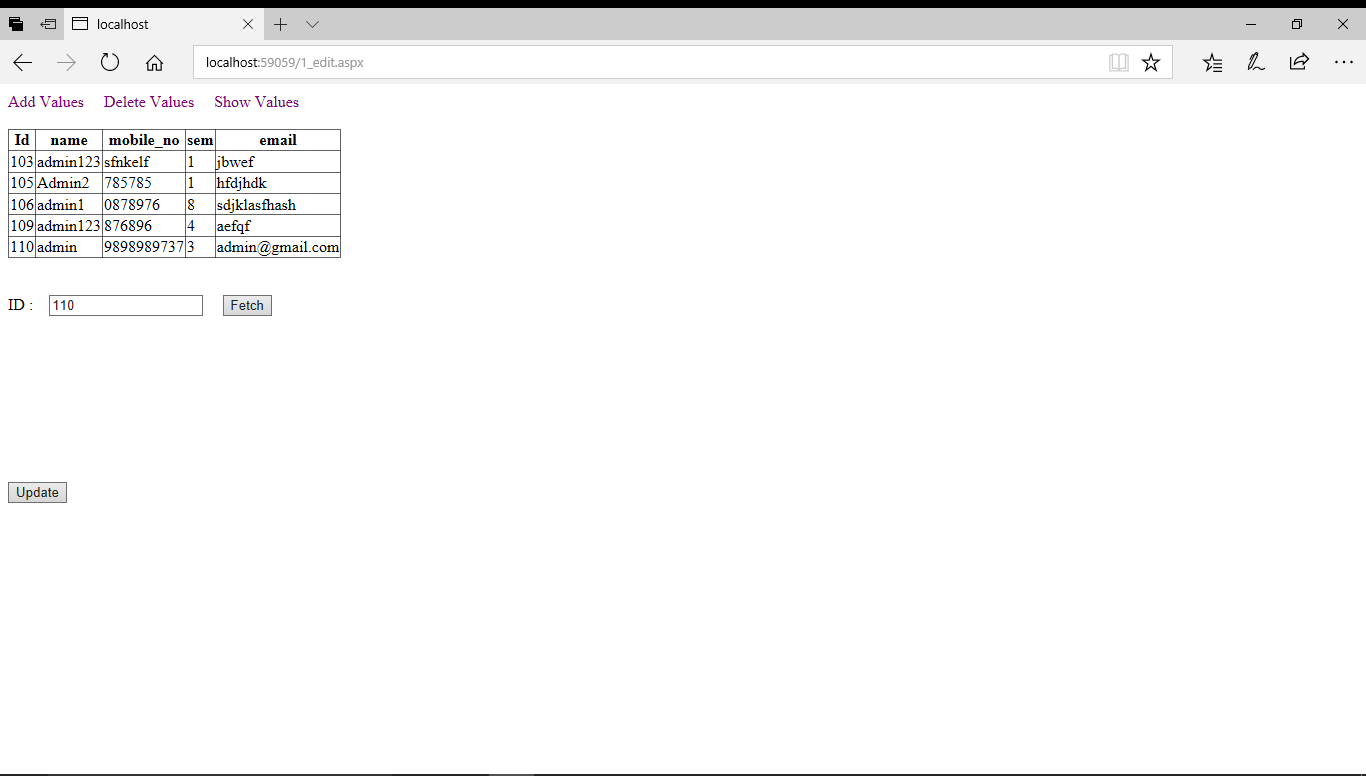 localhost
localhost:59059/1_edit.aspx
Add Values Delete Values Show Values
Id name mobile_no sem email
103 admin123 sfnkelf 1 jbwef
105 Admin2 785785 1 hfdjhdk
106 admin1 0878976 8 sdjklasfhash
109 admin123 876896 4 aefqf
110 admin 9898989737 3 admin@gmail.com
ID : 110 Fetch
Update